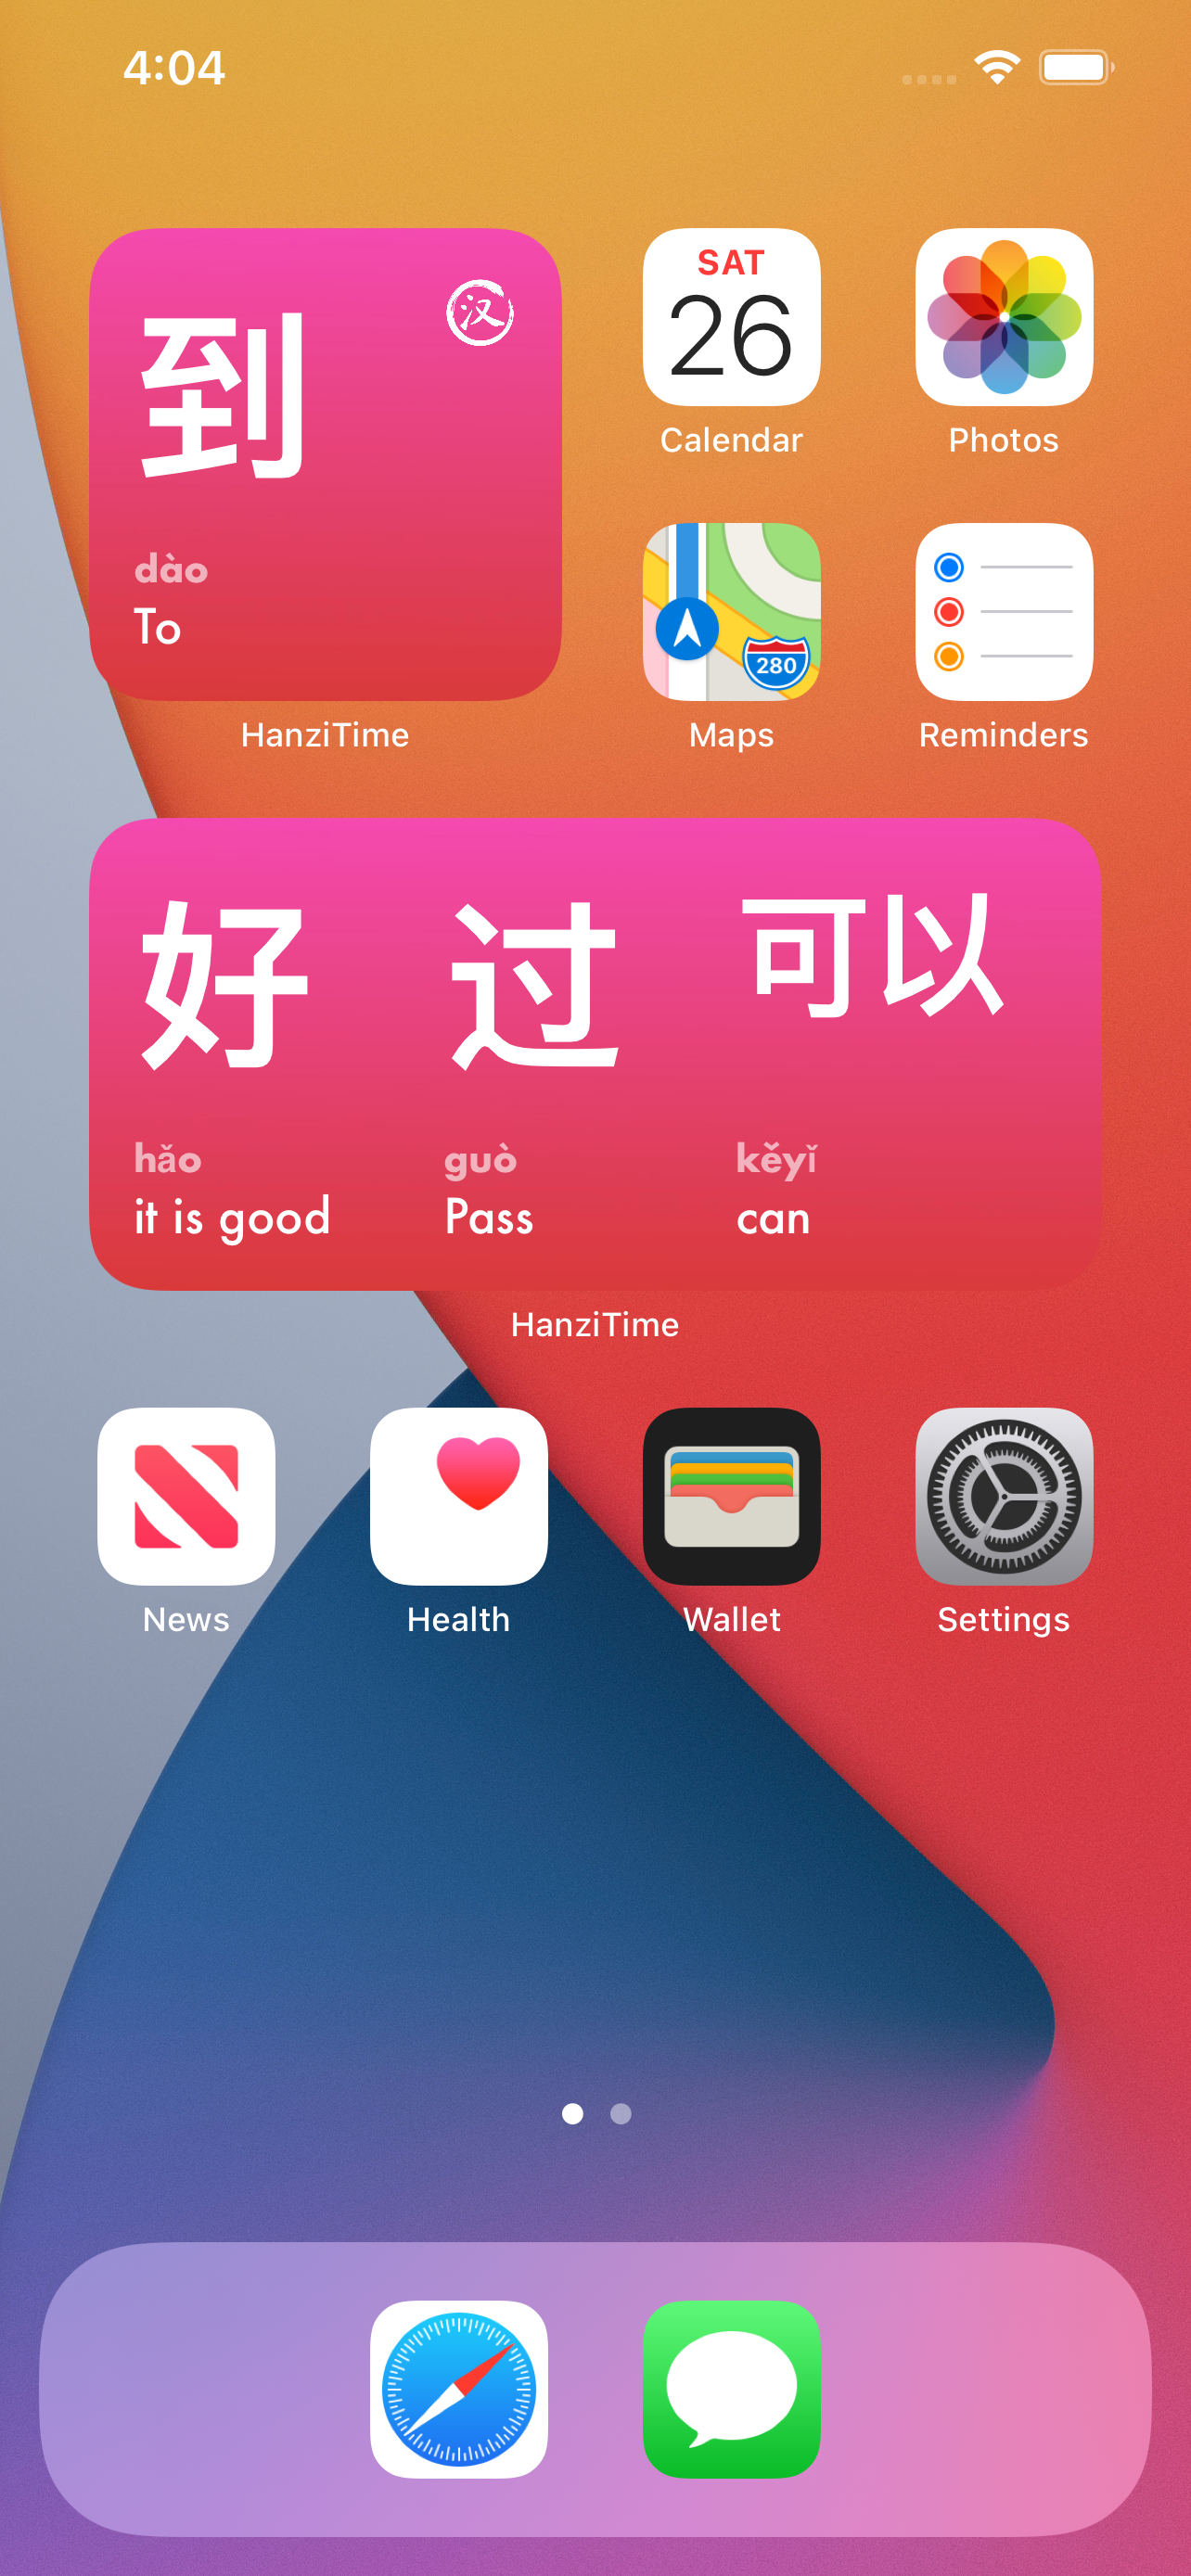 4:04
到
汉
dào
To
HanziTime
SAT
26
Calendar
Photos
280
Maps
Reminders
好 过 可以
hǎo guò kěyǐ
it is good Pass can
HanziTime
News Health Wallet Settings